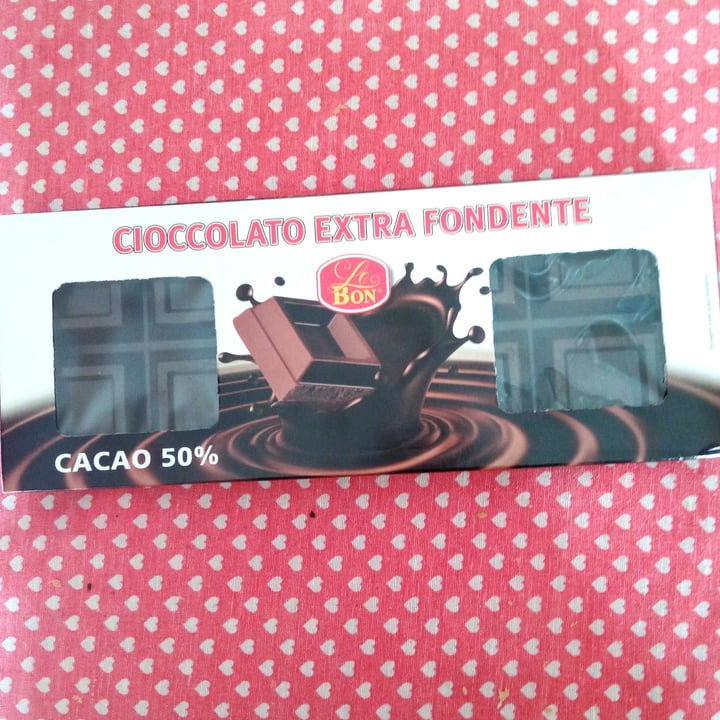 CIOCCOLATO EXTRA FONDENTE
Le
BON
CACAO 50%